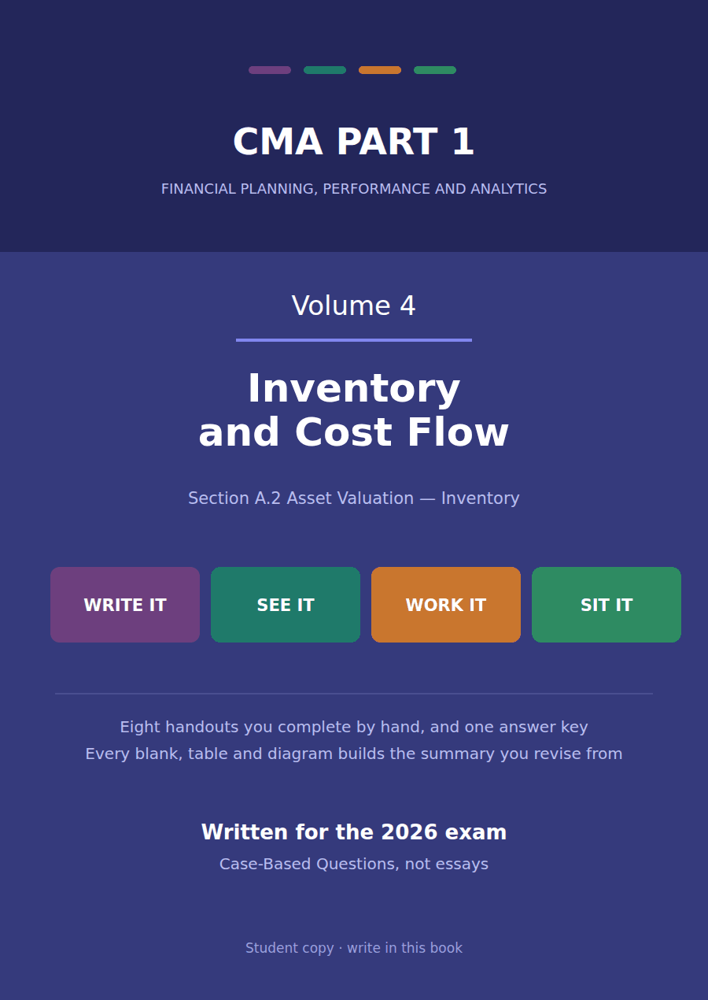 CMA PART 1
FINANCIAL PLANNING, PERFORMANCE AND ANALYTICS
Volume 4
Inventory
and Cost Flow
Section A.2 Asset Valuation — Inventory
WRITE IT
SEE IT
WORK IT
SIT IT
Eight handouts you complete by hand, and one answer key
Every blank, table and diagram builds the summary you revise from
Written for the 2026 exam
Case-Based Questions, not essays
Student copy · write in this book